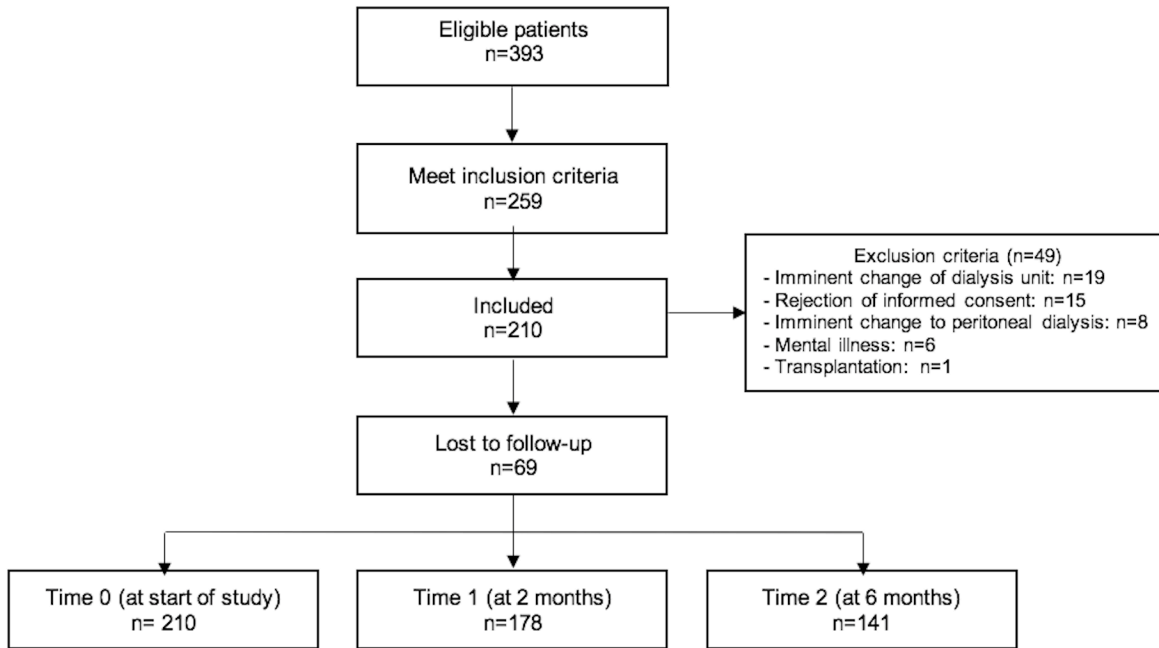 Eligible patients
n=393
Meet inclusion criteria
n=259
Included
n=210
Exclusion criteria (n=49)
- Imminent change of dialysis unit: n=19
- Rejection of informed consent: n=15
- Imminent change to peritoneal dialysis: n=8
- Mental illness: n=6
- Transplantation: n=1
Lost to follow-up
n=69
Time 0 (at start of study)
n= 210
Time 1 (at 2 months)
n=178
Time 2 (at 6 months)
n=141